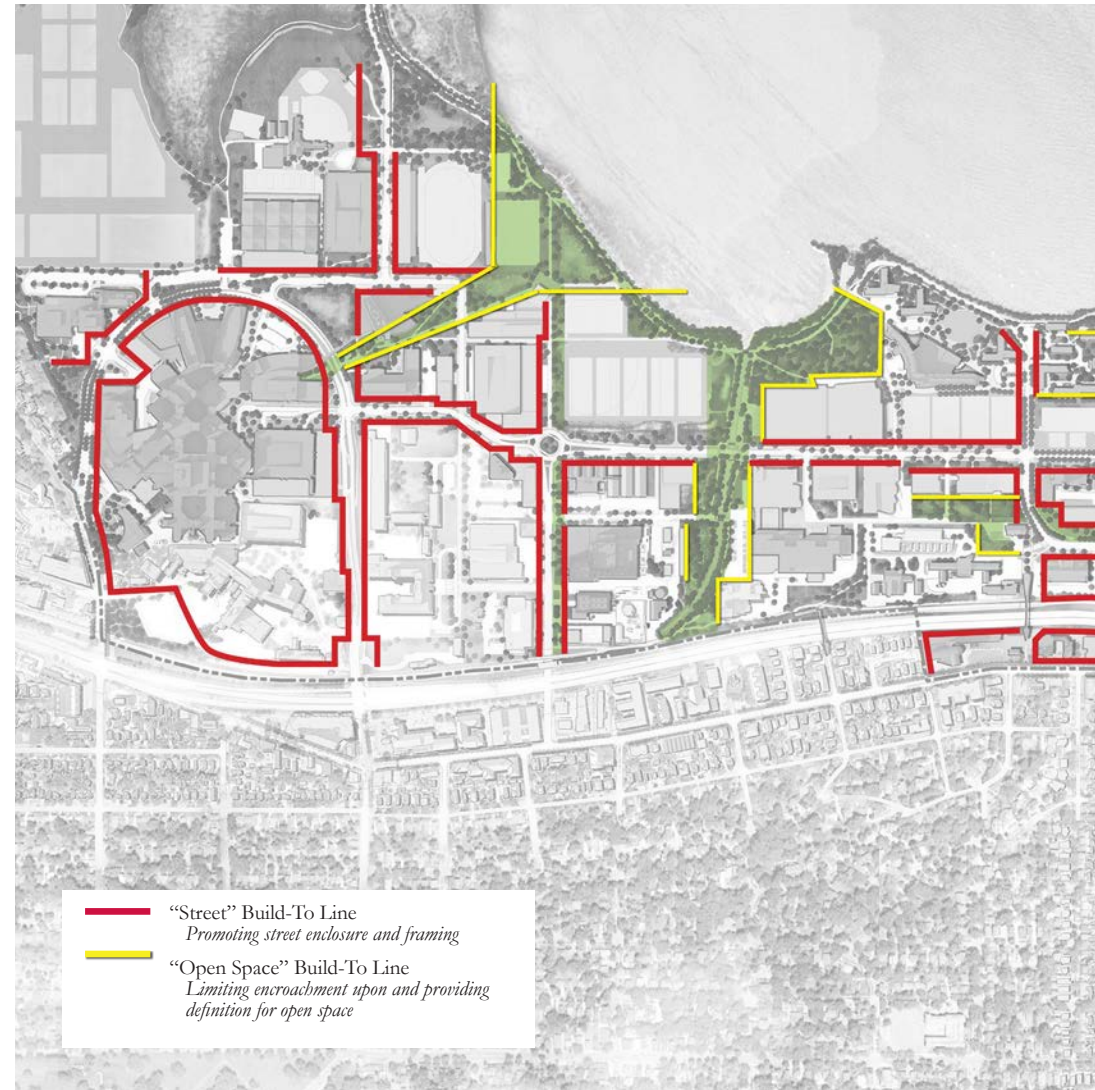 “Street” Build-To Line
Promoting street enclosure and framing
“Open Space” Build-To Line
Limiting encroachment upon and providing
definition for open space